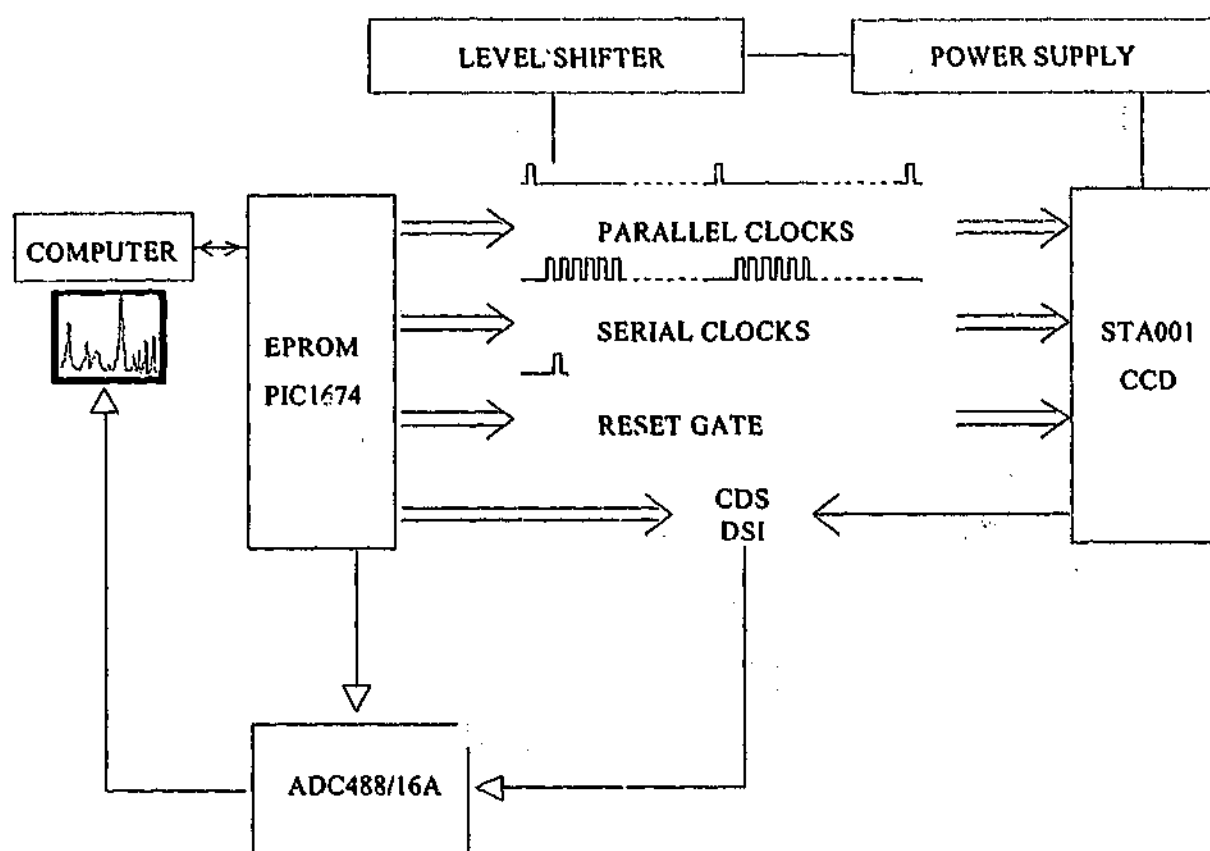 LEVEL SHIFTER
POWER SUPPLY
COMPUTER
PARALLEL CLOCKS
EPROM
PIC1674
SERIAL CLOCKS
STA001
CCD
RESET GATE
CDS
DSI
ADC488/16A